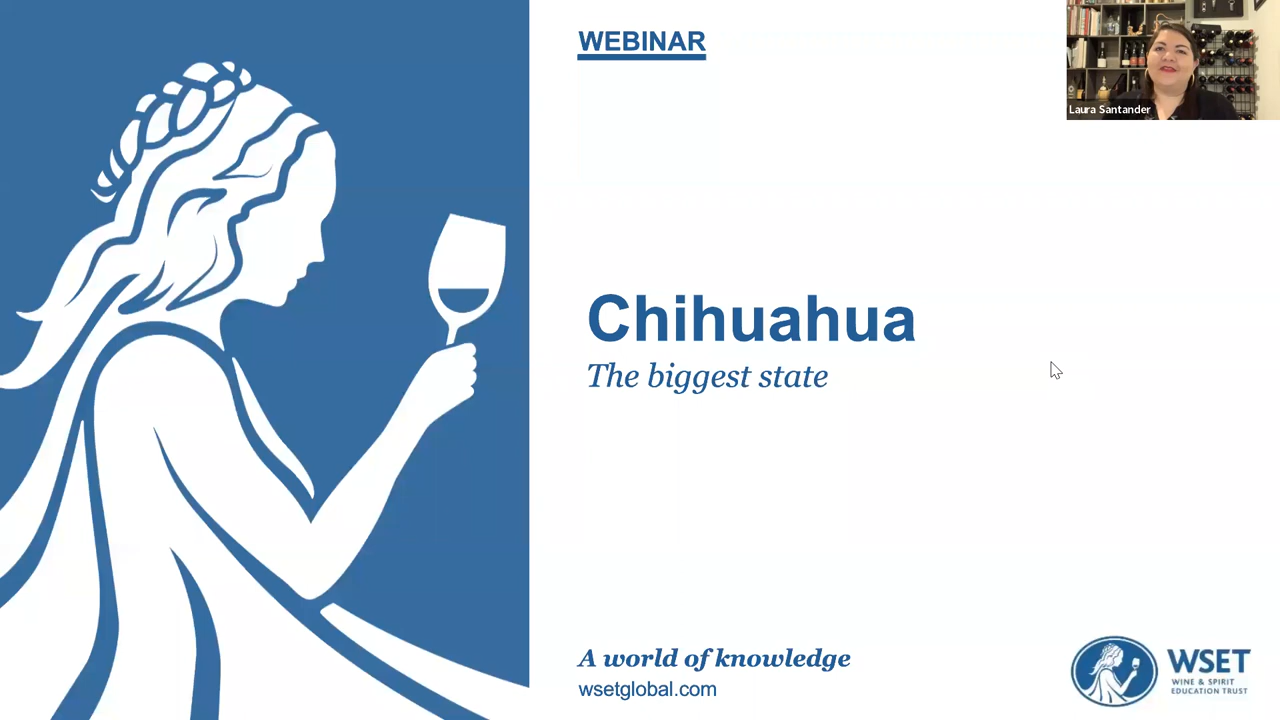 WEBINAR
Laura Santander
Chihuahua
The biggest state
A world of knowledge
wsetglobal.com
WSET
WINE & SPIRIT
EDUCATION TRUST